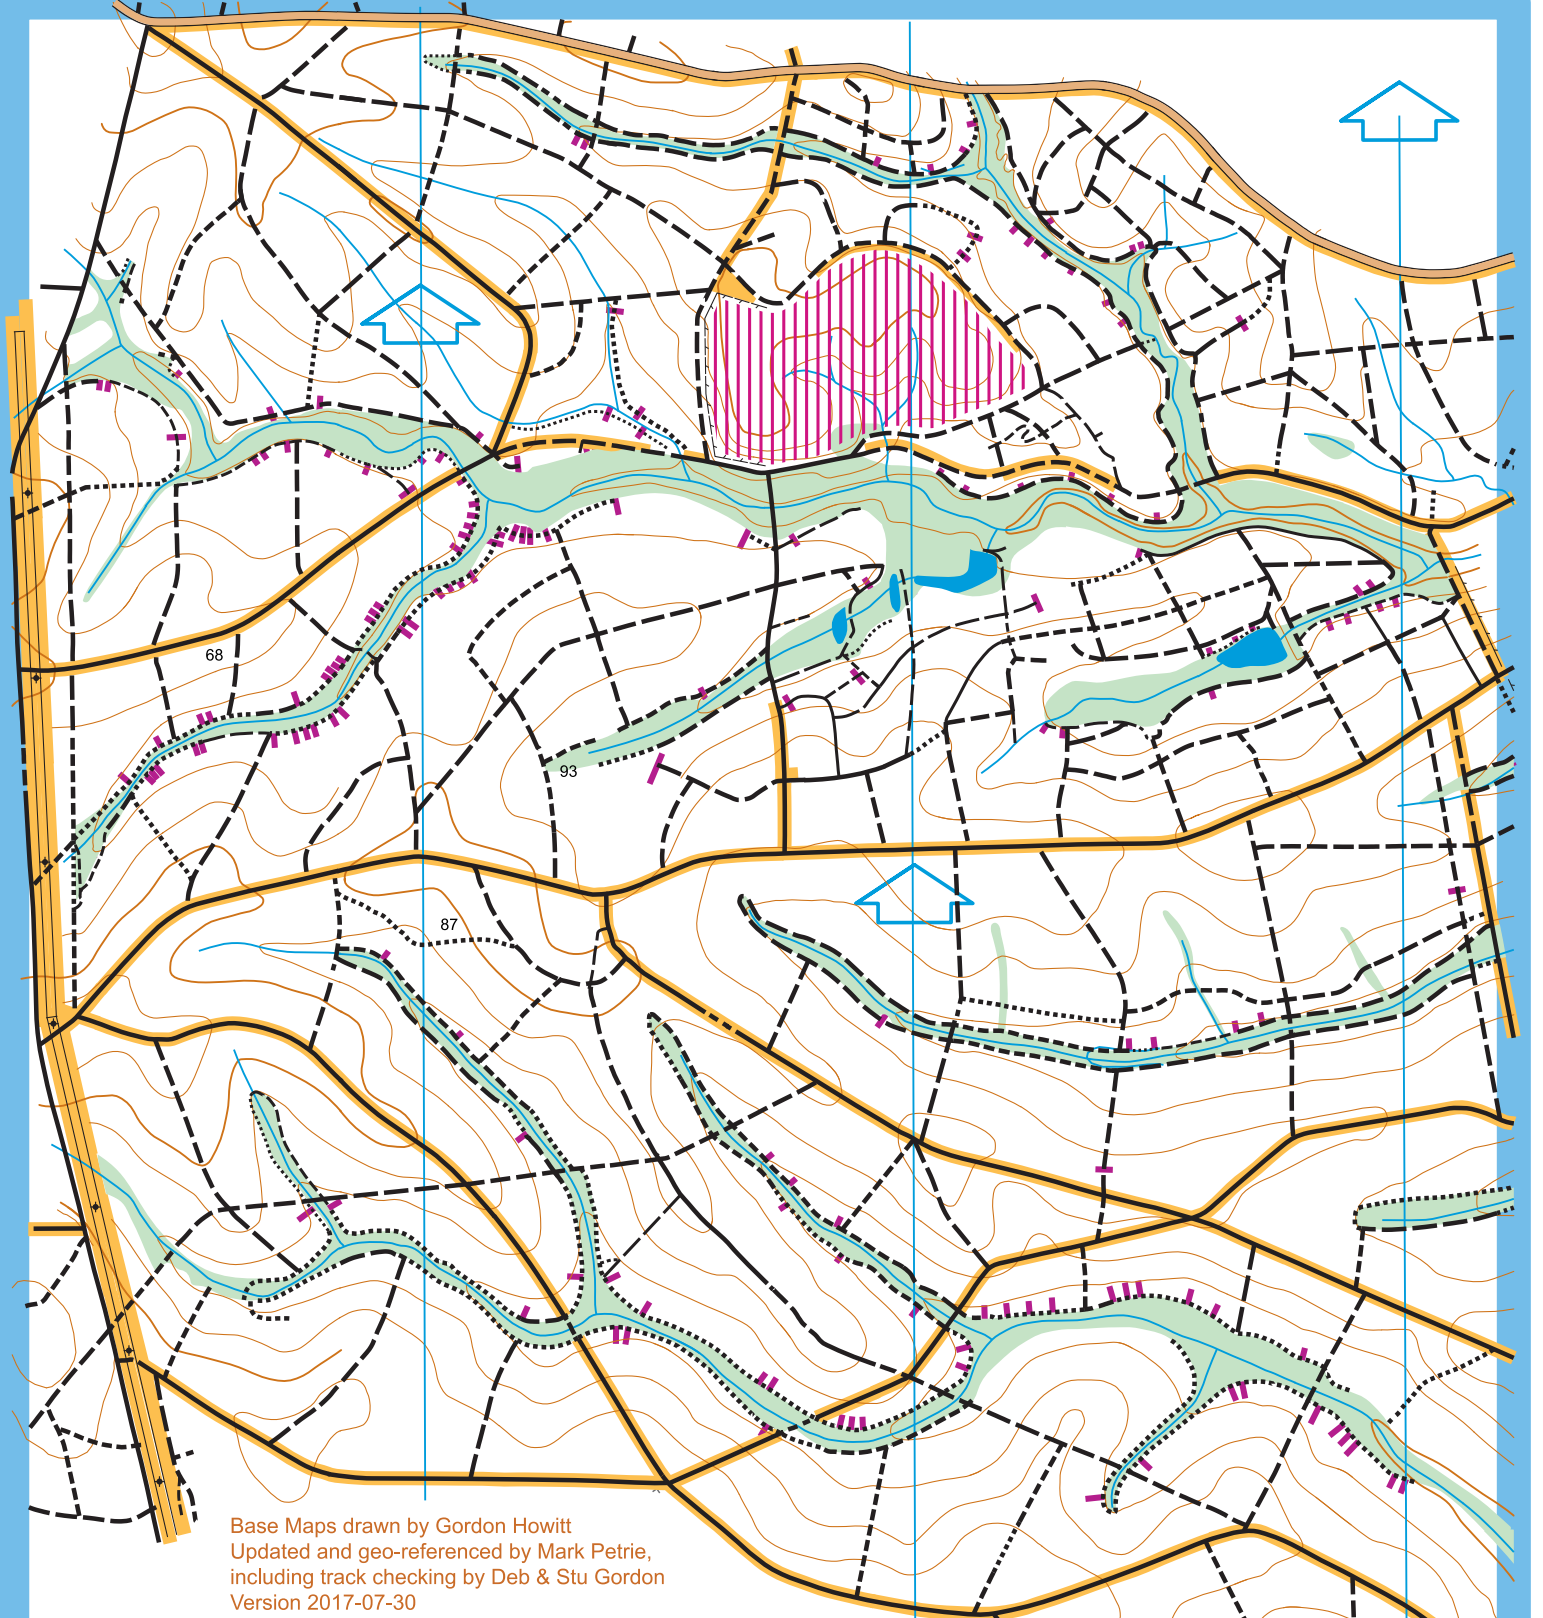 68
93
87
Base Maps drawn by Gordon Howitt
Updated and geo-referenced by Mark Petrie,
including track checking by Deb & Stu Gordon
Version 2017-07-30